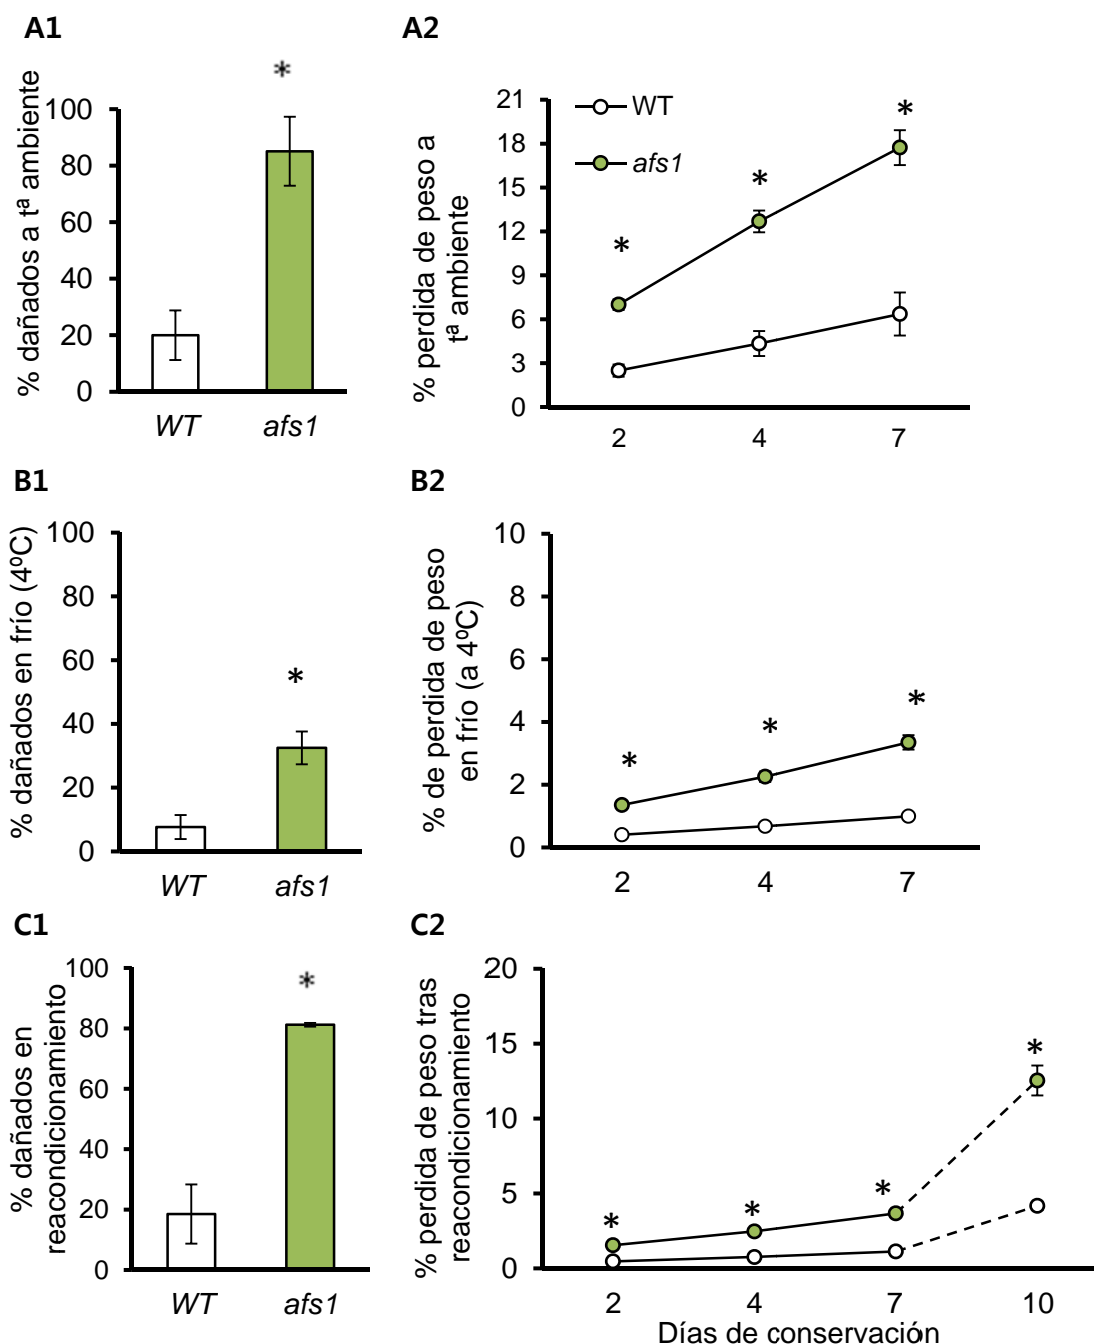 A1
% dañados a tª ambiente
100
80
60
40
20
0
*
WT
afs1
A2
% perdida de peso a
tª ambiente
21
18
15
12
9
6
3
0
WT
afs1
*
*
*
2
4
7
B1
% dañados en frío (4ºC)
100
80
60
40
20
0
*
WT
afs1
B2
% de perdida de peso
en frío (a 4ºC)
10
8
6
4
2
0
*
*
*
2
4
7
C1
% dañados en
reacondicionamiento
100
80
60
40
20
0
*
WT
afs1
C2
% perdida de peso tras
reacondicionamiento
20
15
10
5
0
*
*
*
*
2
4
7
10
Días de conservación